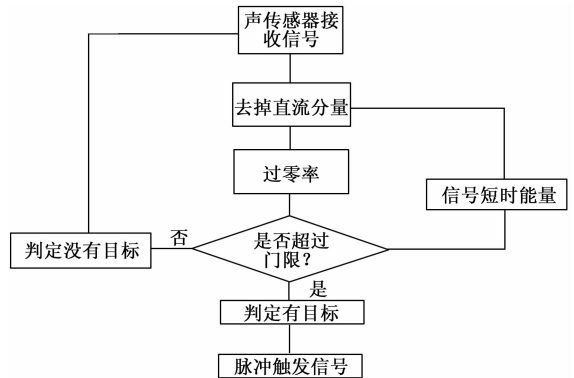 声传感器接
收信号
去掉直流分量
过零率
信号短时能量
是否超过
门限？
否
判定没有目标
是
判定有目标
脉冲触发信号